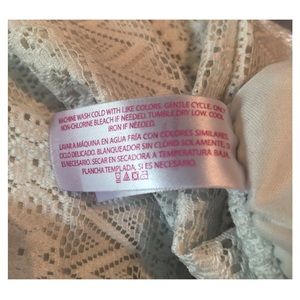 MACHINE WASH COLD WITH LIKE COLORS. GENTLE CYCLE. ONLY
NON-CHLORINE BLEACH IF NEEDED. TUMBLE DRY LOW. COOL
IRON IF NEEDED.
LAVAR A MÁQUINA EN AGUA FRÍA CON COLORES SIMILARES.
CICLO DELICADO. BLANQUEADOR SIN CLORO SOLAMENTE, SI
ES NECESARIO. SECAR EN SECADORA A TEMPERATURA BAJA.
PLANCHA TEMPLADA, SI ES NECESARIO.